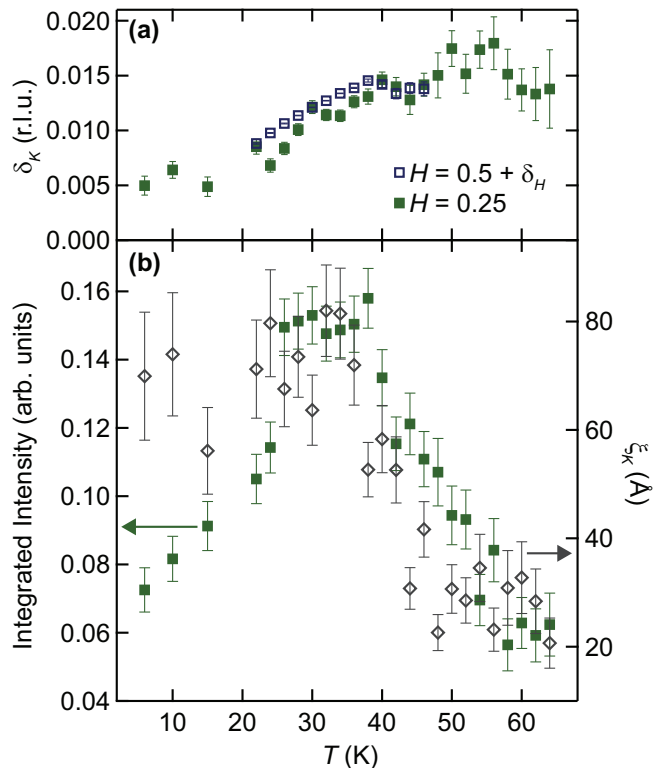 (a)
0.020
0.015
0.010
0.005
0.000
δK (r.l.u.)
H = 0.5 + δH
H = 0.25
(b)
0.16
0.14
0.12
0.10
0.08
0.06
0.04
Integrated Intensity (arb. units)
80
60
40
20
ξK (Å)
10
20
30
40
50
60
T (K)